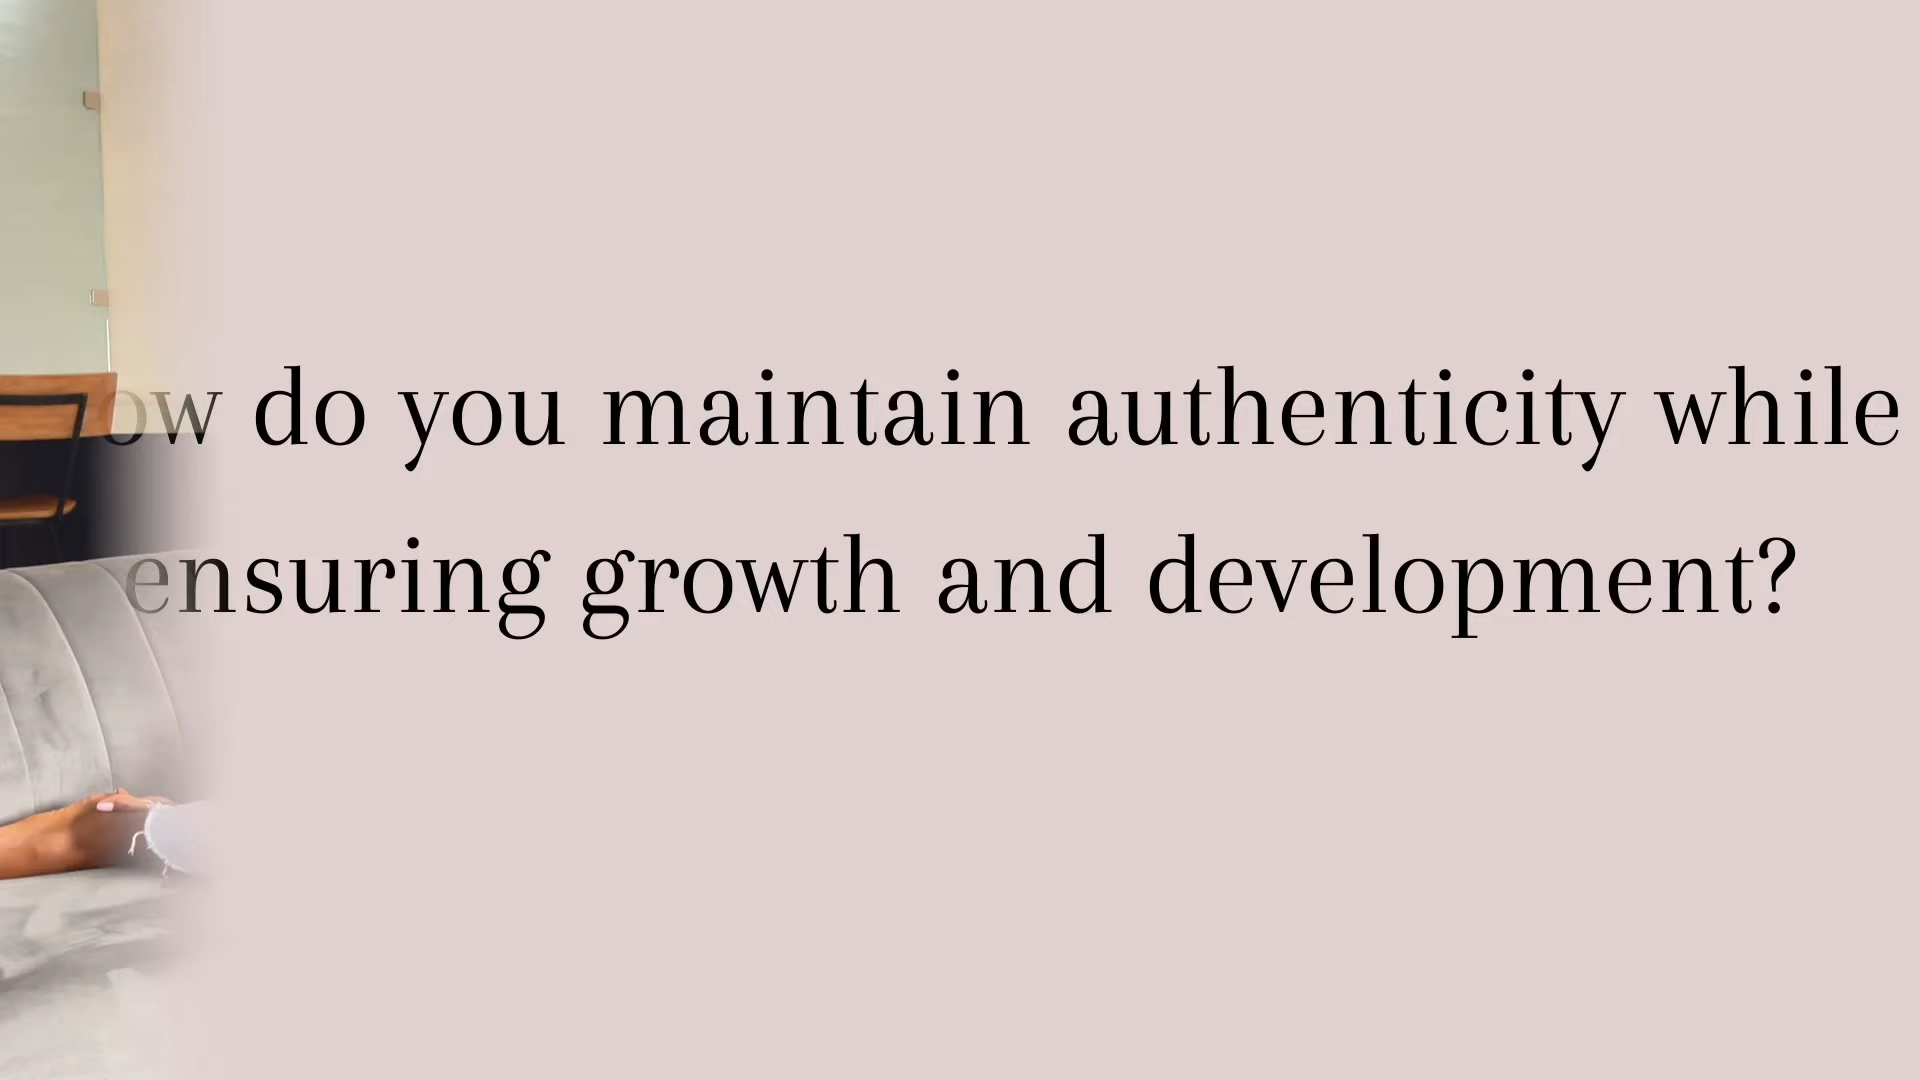 ow do you maintain authenticity while
ensuring growth and development?